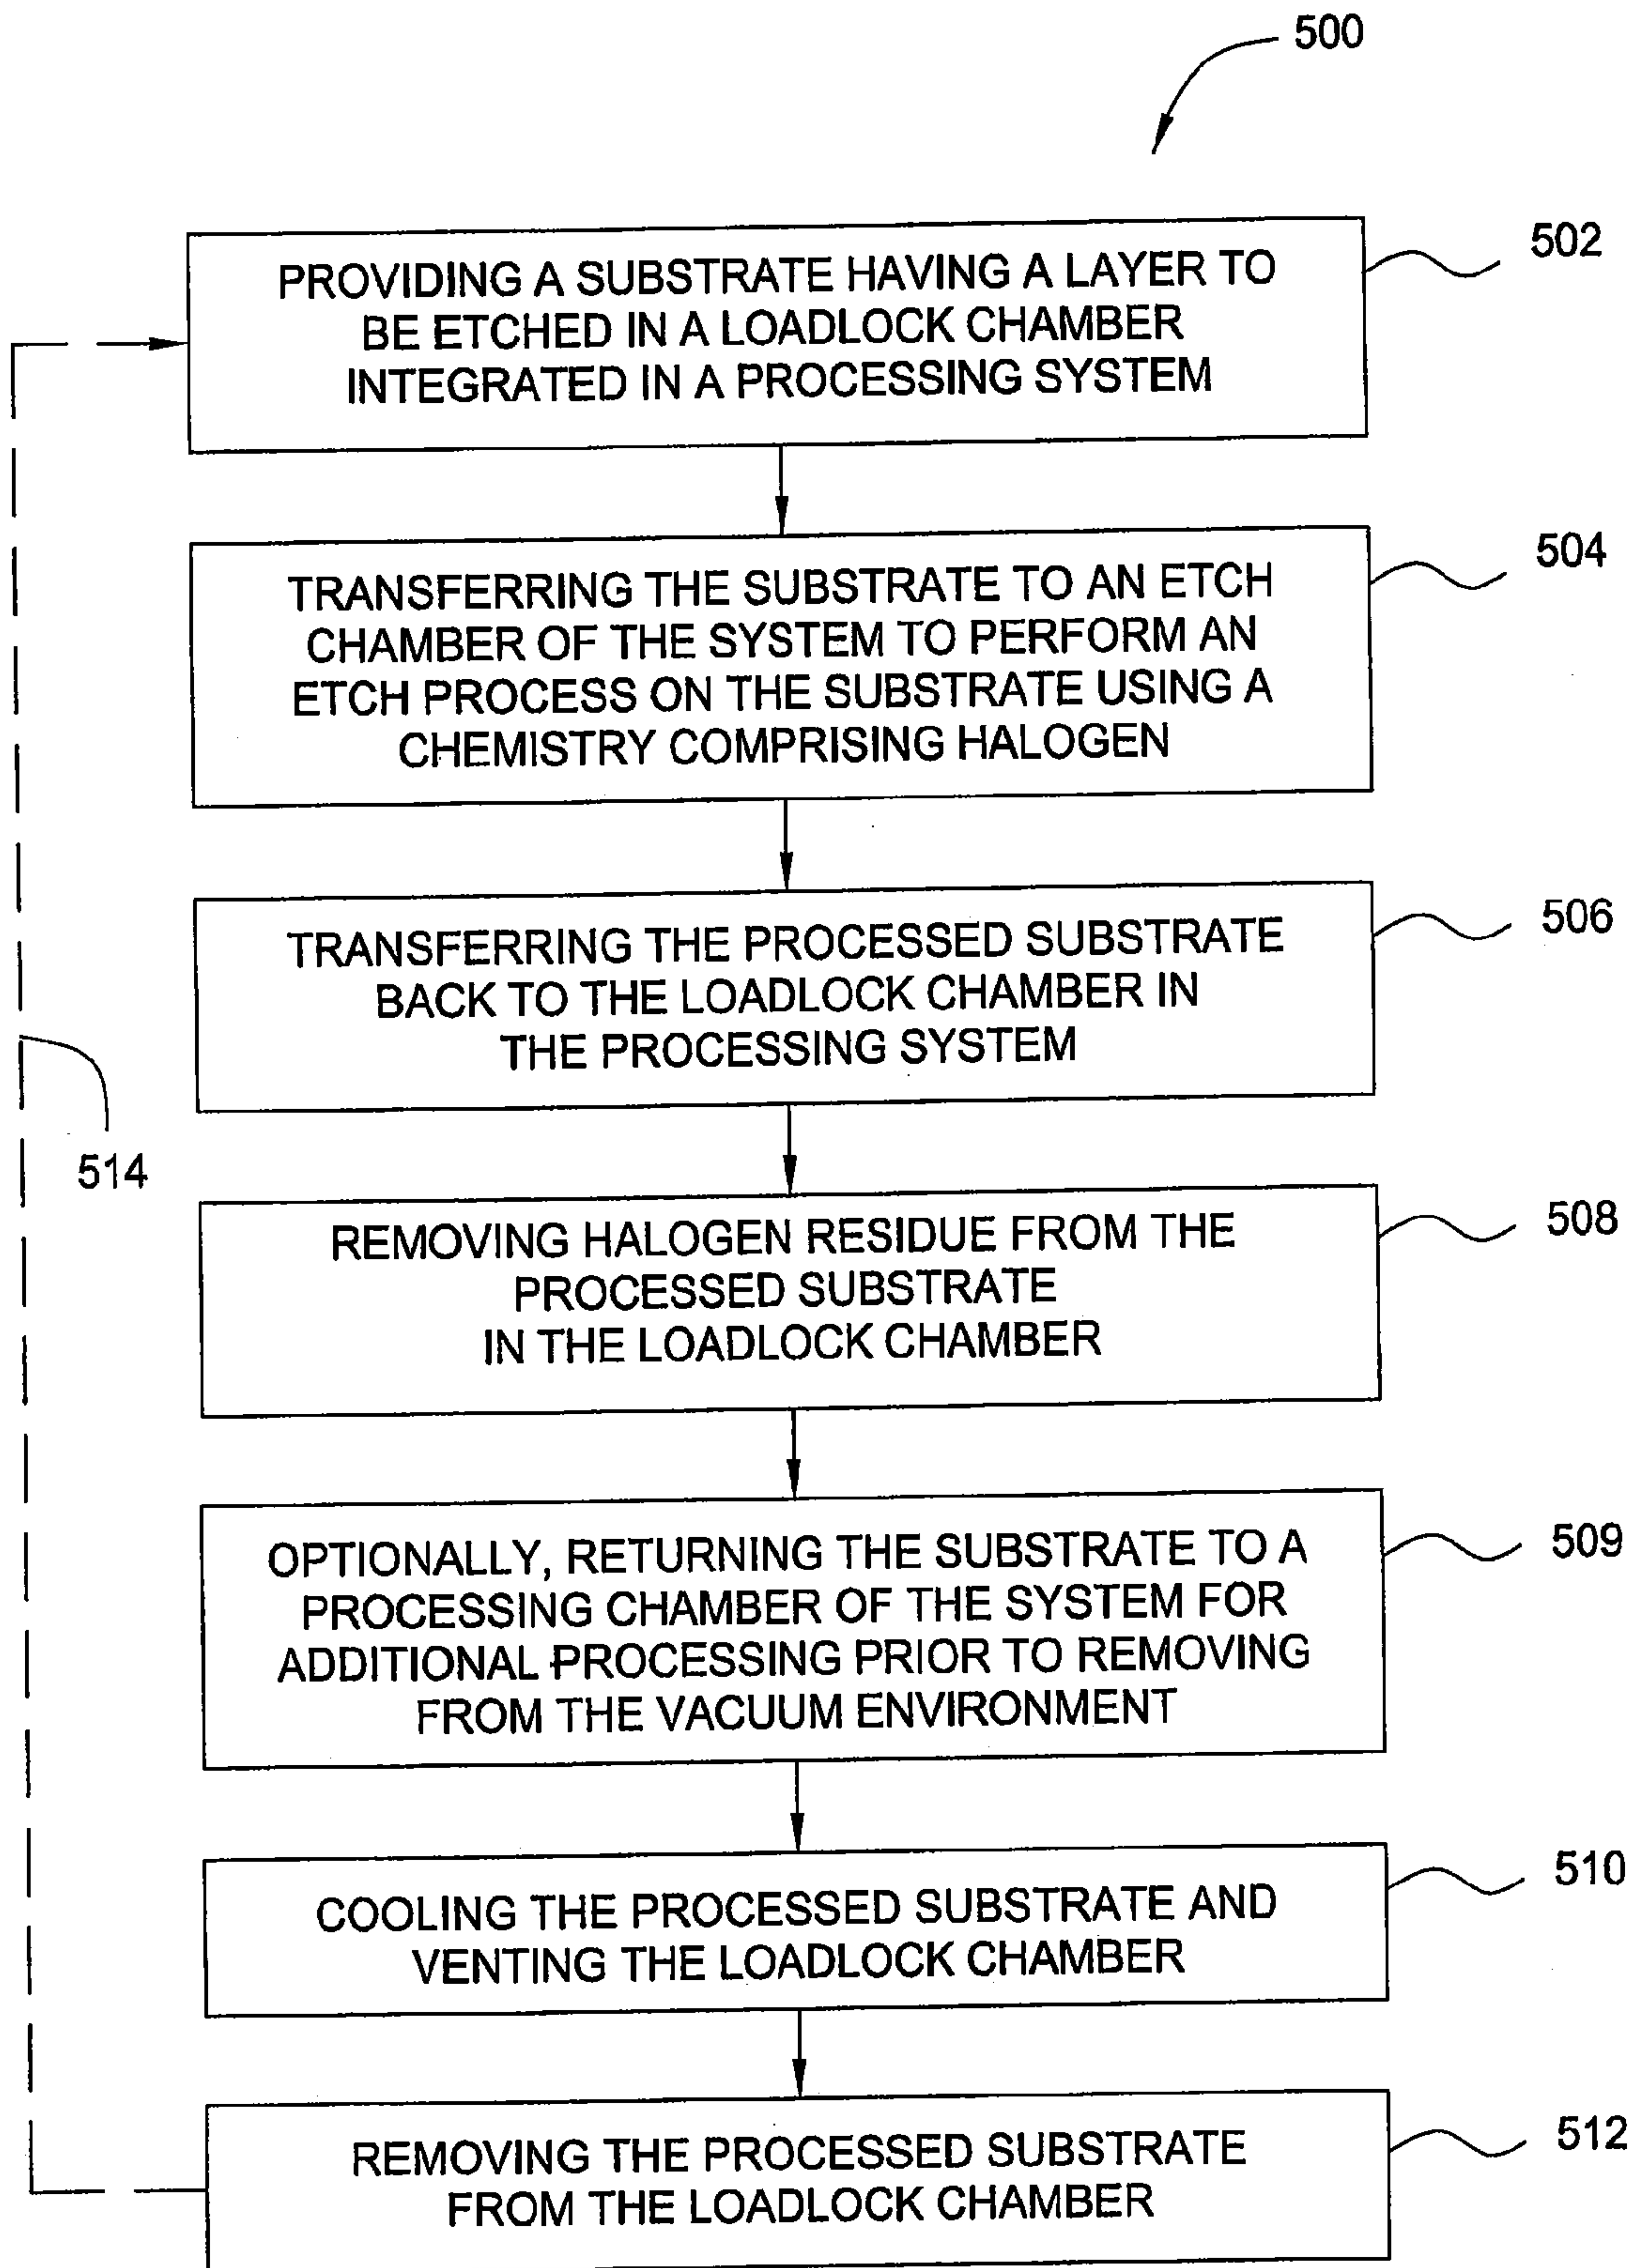 500
PROVIDING A SUBSTRATE HAVING A LAYER TO
BE ETCHED IN A LOADLOCK CHAMBER
INTEGRATED IN A PROCESSING SYSTEM
502
TRANSFERRING THE SUBSTRATE TO AN ETCH
CHAMBER OF THE SYSTEM TO PERFORM AN
ETCH PROCESS ON THE SUBSTRATE USING A
CHEMISTRY COMPRISING HALOGEN
504
TRANSFERRING THE PROCESSED SUBSTRATE
BACK TO THE LOADLOCK CHAMBER IN
THE PROCESSING SYSTEM
506
514
REMOVING HALOGEN RESIDUE FROM THE
PROCESSED SUBSTRATE
IN THE LOADLOCK CHAMBER
508
OPTIONALLY, RETURNING THE SUBSTRATE TO A
PROCESSING CHAMBER OF THE SYSTEM FOR
ADDITIONAL PROCESSING PRIOR TO REMOVING
FROM THE VACUUM ENVIRONMENT
509
COOLING THE PROCESSED SUBSTRATE AND
VENTING THE LOADLOCK CHAMBER
510
REMOVING THE PROCESSED SUBSTRATE
FROM THE LOADLOCK CHAMBER
512